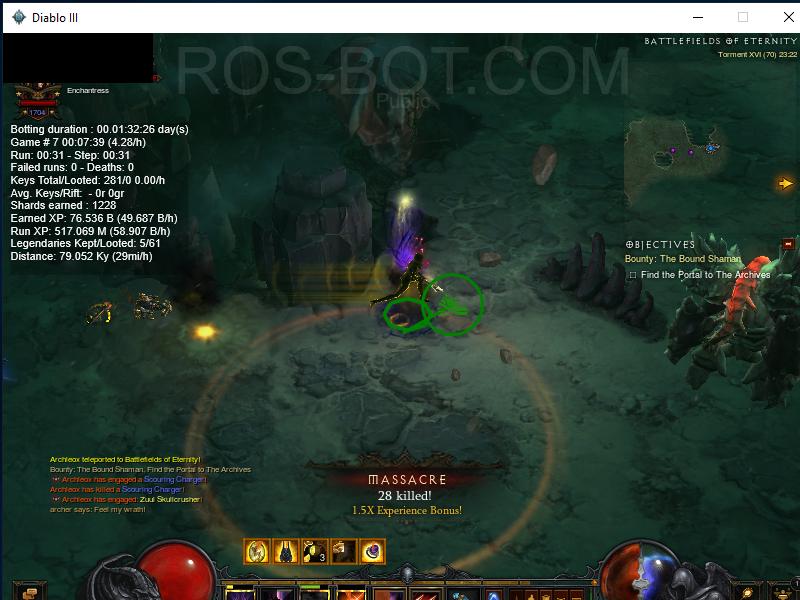 Diablo III
BATTLEFIELDS OF ETERNITY
Torment XVI (70) 23:22
ROS-BOT.COM
Public
Enchantress
1704
Botting duration : 00.01:32:26 day(s)
Game # 7 00:07:39 (4.28/h)
Run: 00:31 - Step: 00:31
Failed runs: 0 - Deaths: 0
Keys Total/Looted: 281/0 0.00/h
Avg. Keys/Rift:  - 0r 0gr
Shards earned : 1228
Earned XP: 76.536 B (49.687 B/h)
Run XP: 517.069 M (58.907 B/h)
Legendaries Kept/Looted: 5/61
Distance: 79.052 Ky (29mi/h)
OBJECTIVES
Bounty: The Bound Shaman
Find the Portal to The Archives
Archleox teleported to Battlefields of Eternity!
Bounty: The Bound Shaman, Find the Portal to The Archives
Archleox has engaged a Scouring Charger!
Archleox has killed a Scouring Charger!
Archleox has engaged Zuul Skullcrusher!
archer says: Feel my wrath!
MASSACRE
28 killed!
1.5X Experience Bonus!
3